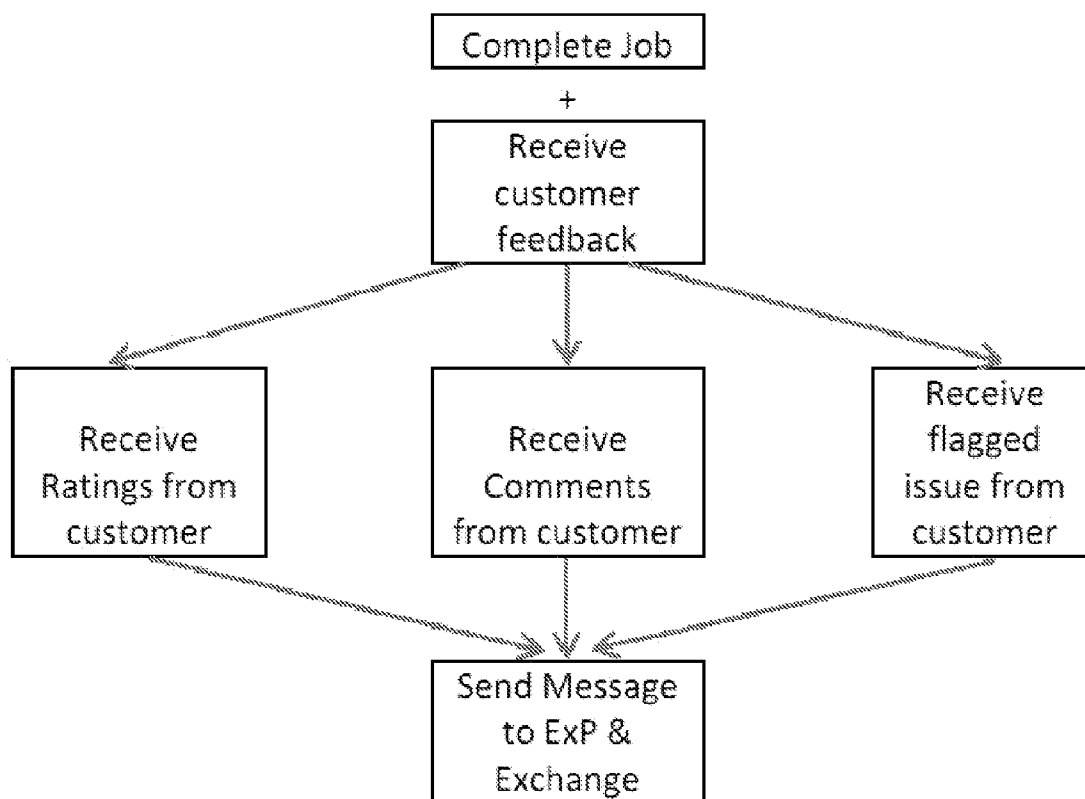 Complete Job
+
Receive
customer
feedback
Receive
Ratings from
customer
Receive
Comments
from customer
Receive
flagged
issue from
customer
Send Message
to ExP &
Exchange